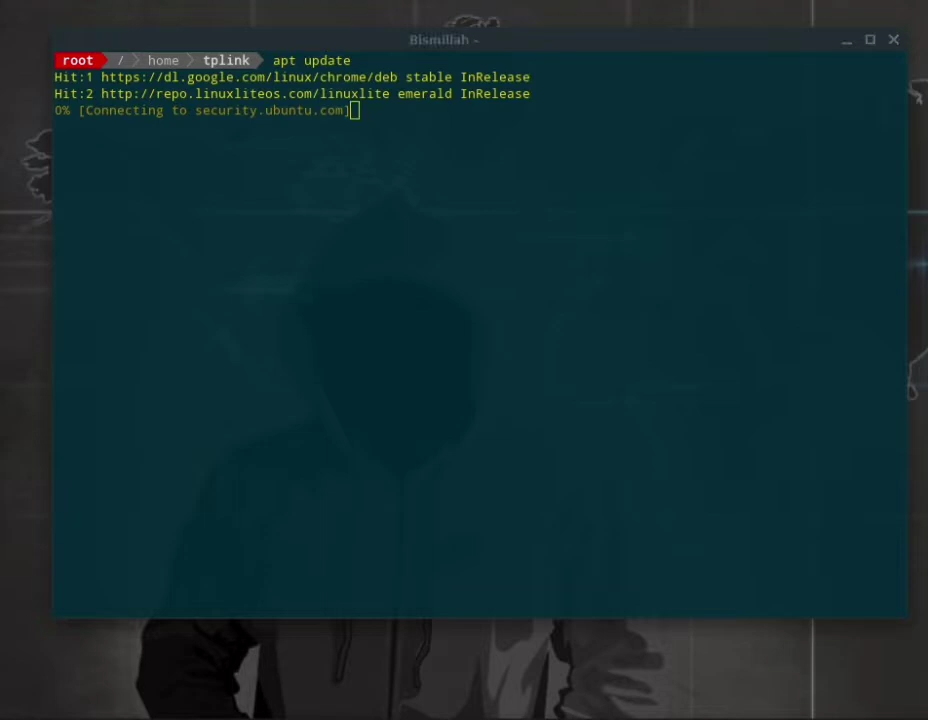 Bismillah ~
root / home tplink apt update
Hit:1 https://dl.google.com/linux/chrome/deb stable InRelease
Hit:2 http://repo.linuxliteos.com/linuxlite emerald InRelease
0% [Connecting to security.ubuntu.com]